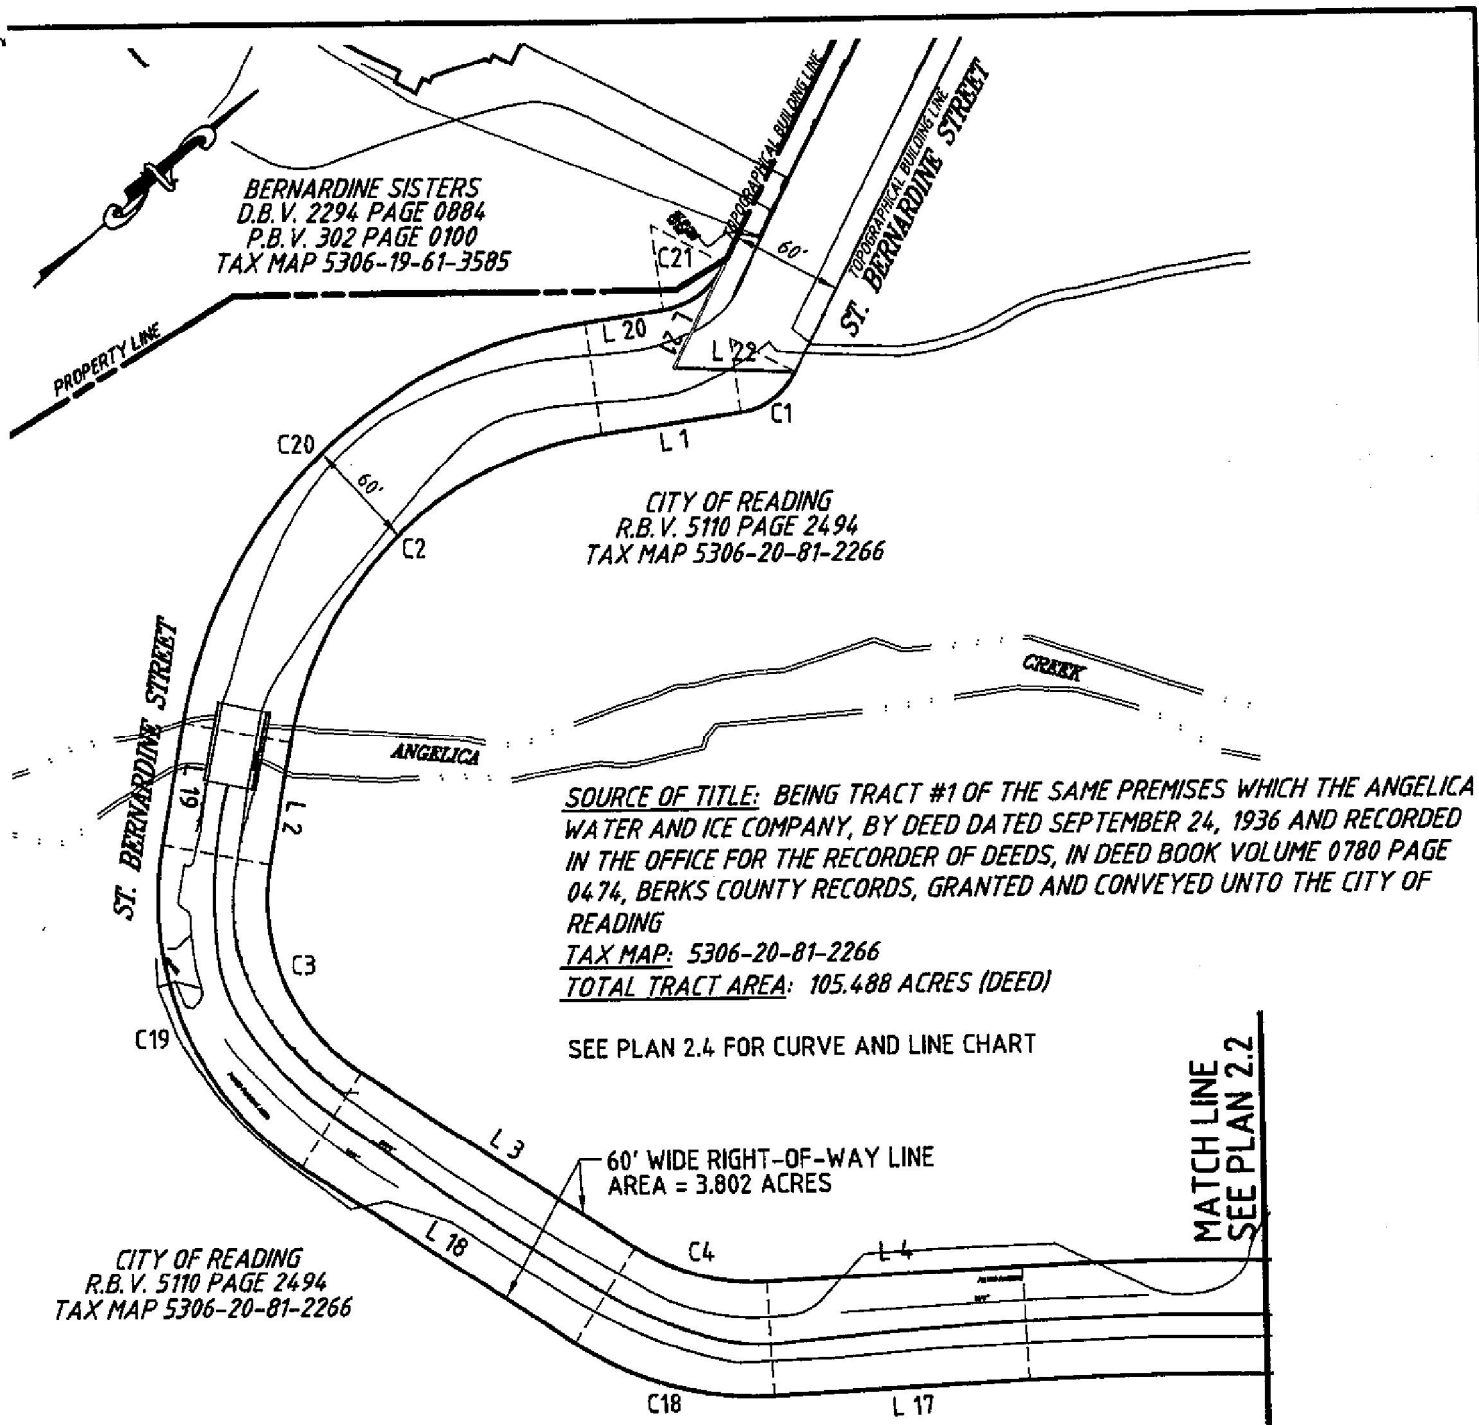 TOPOGRAPHICAL BUILDING LINE
TOPOGRAPHICAL BUILDING LINE
ST. BERNARDINE STREET
BERNARDINE SISTERS
D.B.V. 2294 PAGE 0884
P.B.V. 302 PAGE 0100
TAX MAP 5306-19-61-3585
C21
60'
PROPERTY LINE
L 20
L 21
L 22
C1
L 1
C20
60'
C2
CITY OF READING
R.B.V. 5110 PAGE 2494
TAX MAP 5306-20-81-2266
ST. BERNARDINE STREET
CREEK
ANGELICA
L 19
L 2
SOURCE OF TITLE: BEING TRACT #1 OF THE SAME PREMISES WHICH THE ANGELICA
WATER AND ICE COMPANY, BY DEED DATED SEPTEMBER 24, 1936 AND RECORDED
IN THE OFFICE FOR THE RECORDER OF DEEDS, IN DEED BOOK VOLUME 0780 PAGE
0474, BERKS COUNTY RECORDS, GRANTED AND CONVEYED UNTO THE CITY OF
READING
TAX MAP: 5306-20-81-2266
TOTAL TRACT AREA: 105.488 ACRES (DEED)
C3
C19
SEE PLAN 2.4 FOR CURVE AND LINE CHART
MATCH LINE
SEE PLAN 2.2
L 3
60' WIDE RIGHT-OF-WAY LINE
AREA = 3.802 ACRES
L 18
C4
L 4
CITY OF READING
R.B.V. 5110 PAGE 2494
TAX MAP 5306-20-81-2266
C18
L 17